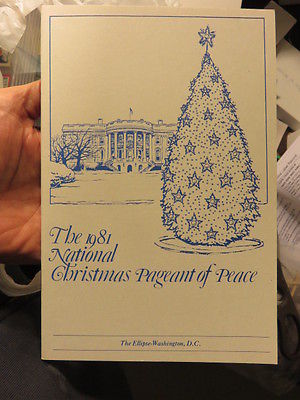 The 1981
National
Christmas Pageant of Peace
The Ellipse-Washington, D.C.